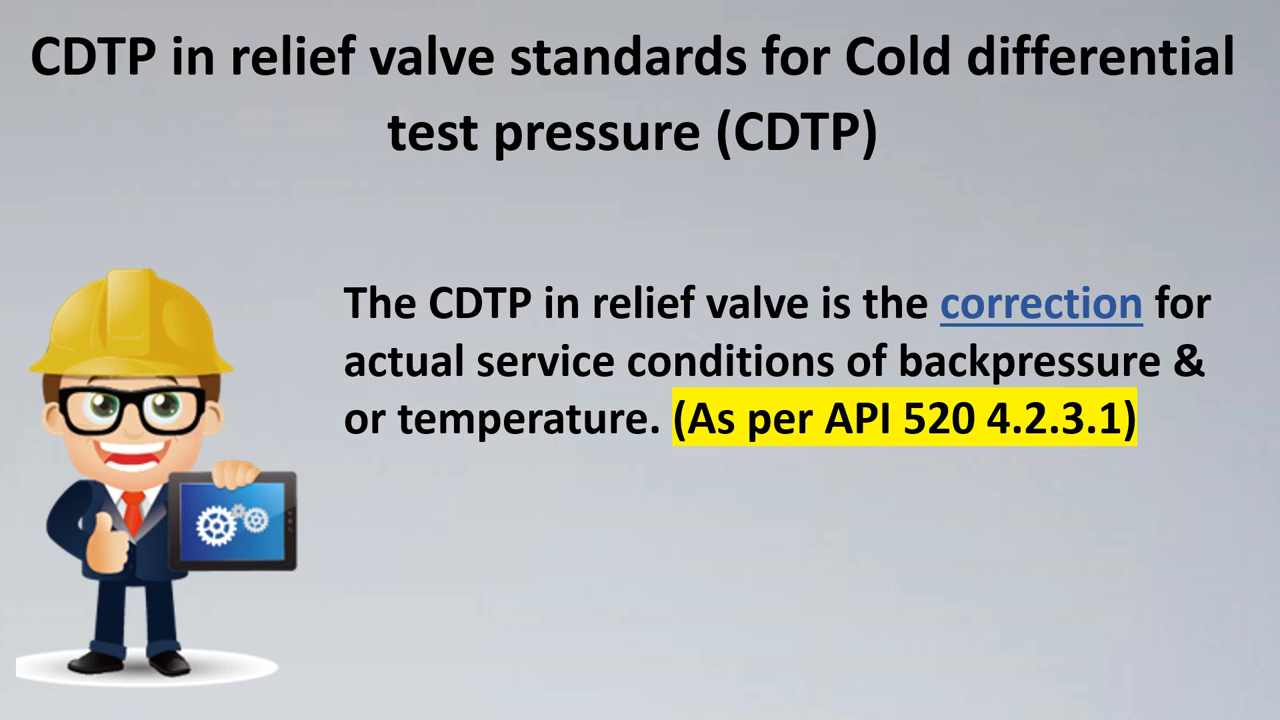 CDTP in relief valve standards for Cold differential
test pressure (CDTP)
The CDTP in relief valve is the correction for
actual service conditions of backpressure &
or temperature. (As per API 520 4.2.3.1)